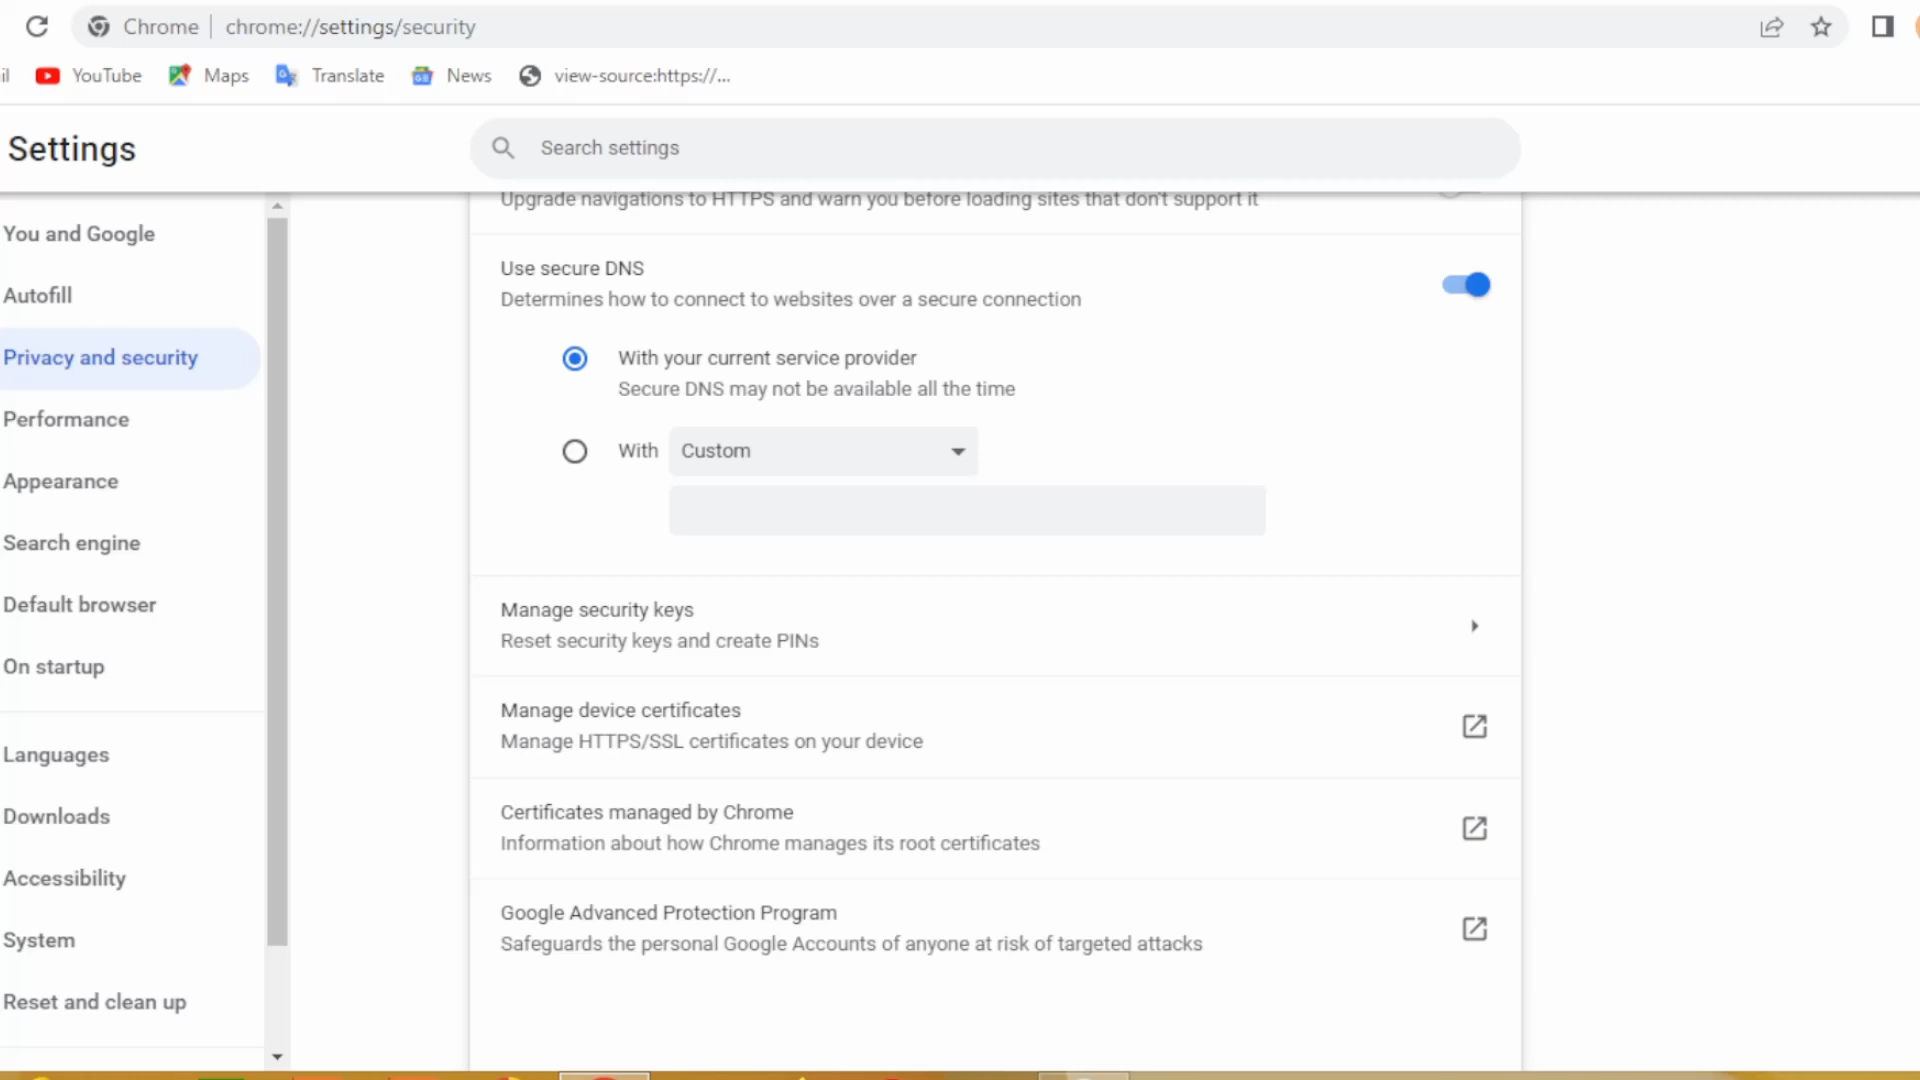 Chrome
chrome://settings/security
il
YouTube
Maps
Translate
News
view-source:https://...
Settings
Search settings
You and Google
Autofill
Privacy and security
Performance
Appearance
Search engine
Default browser
On startup
Languages
Downloads
Accessibility
System
Reset and clean up
Upgrade navigations to HTTPS and warn you before loading sites that don't support it
Use secure DNS
Determines how to connect to websites over a secure connection
With your current service provider
Secure DNS may not be available all the time
With
Custom
Manage security keys
Reset security keys and create PINs
Manage device certificates
Manage HTTPS/SSL certificates on your device
Certificates managed by Chrome
Information about how Chrome manages its root certificates
Google Advanced Protection Program
Safeguards the personal Google Accounts of anyone at risk of targeted attacks